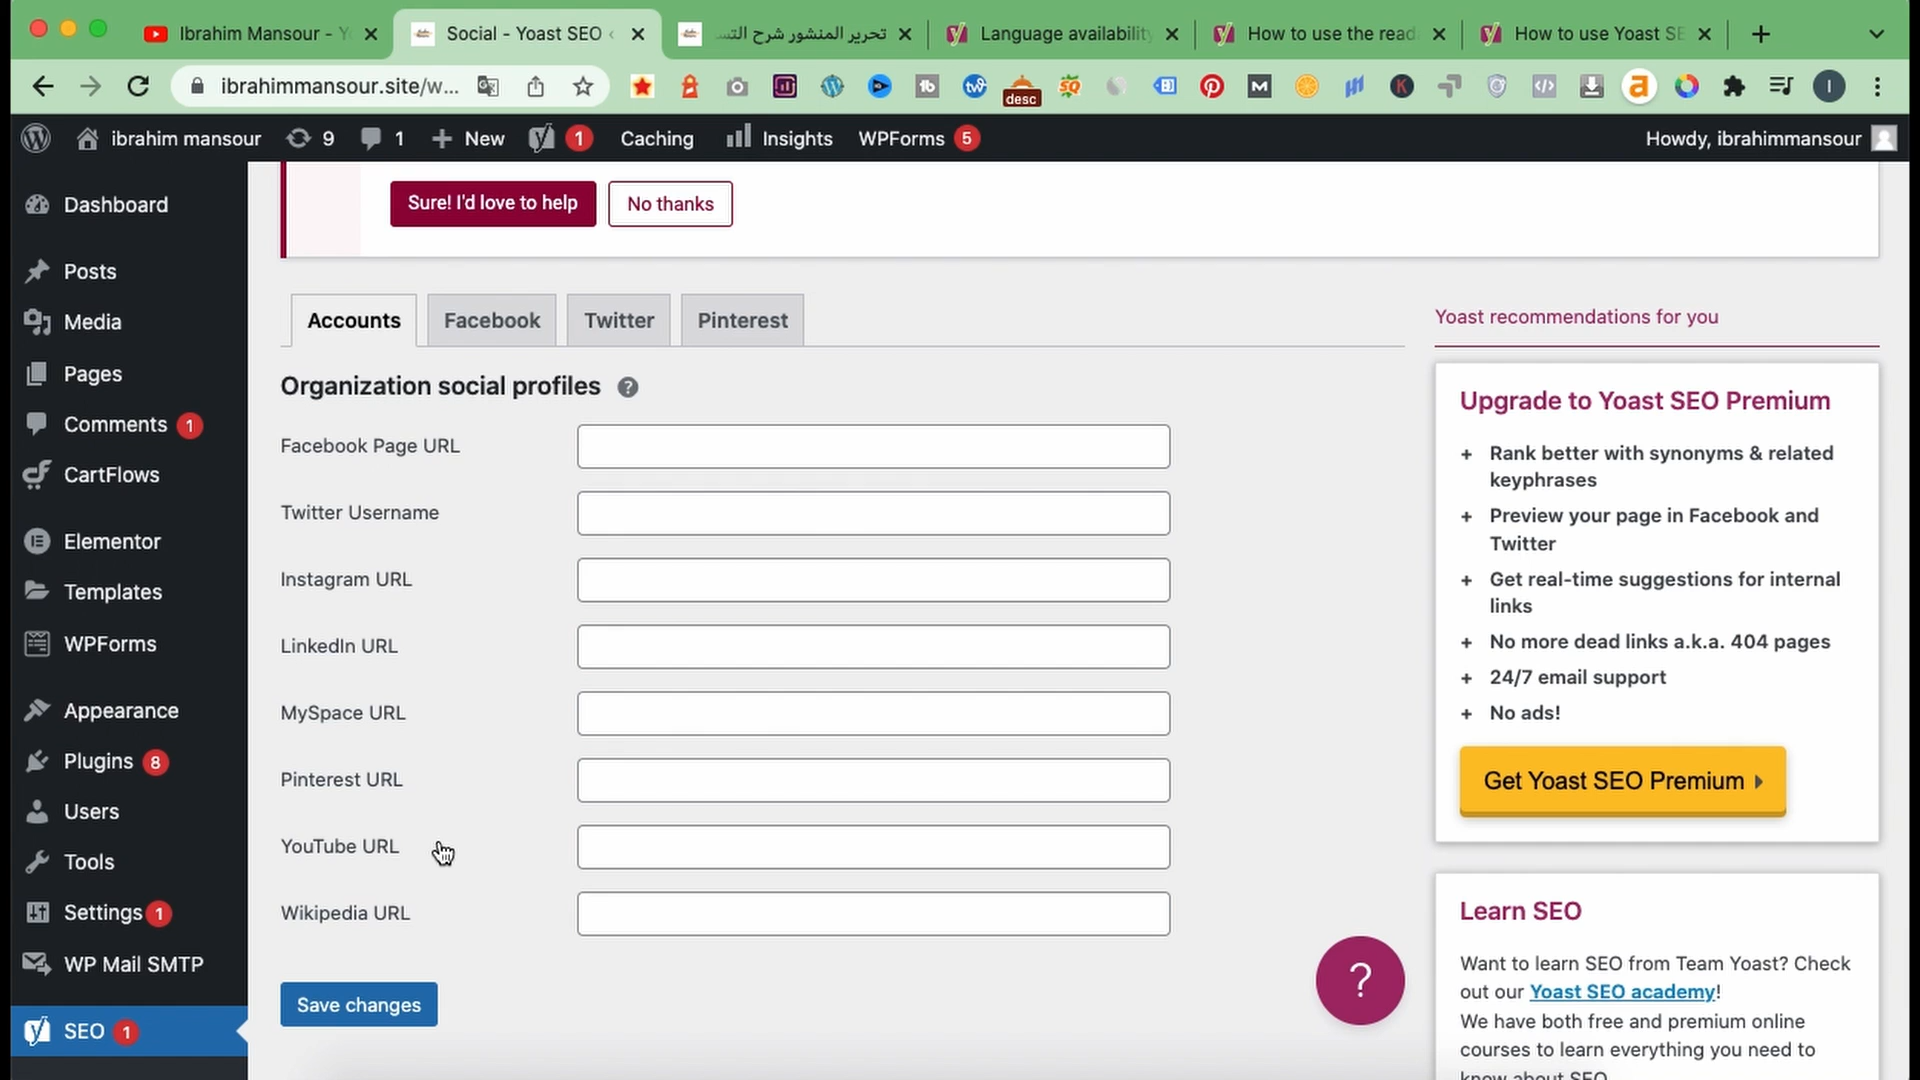 Ibrahim Mansour - Y
Social - Yoast SEO
تحرير المنشور شرح التس
Language availability
How to use the read
How to use Yoast SE
ibrahimmansour.site/w...
desc
ibrahim mansour
9
1
New
1
Caching
Insights
WPForms
5
Howdy, ibrahimmansour
Dashboard
Posts
Media
Pages
Comments 1
CartFlows
Elementor
Templates
WPForms
Appearance
Plugins 8
Users
Tools
Settings 1
WP Mail SMTP
SEO 1
Sure! I'd love to help
No thanks
Accounts
Facebook
Twitter
Pinterest
Organization social profiles ?
Facebook Page URL
Twitter Username
Instagram URL
LinkedIn URL
MySpace URL
Pinterest URL
YouTube URL
Wikipedia URL
Save changes
?
Yoast recommendations for you
Upgrade to Yoast SEO Premium
+ Rank better with synonyms & related
keyphrases
+ Preview your page in Facebook and
Twitter
+ Get real-time suggestions for internal
links
+ No more dead links a.k.a. 404 pages
+ 24/7 email support
+ No ads!
Get Yoast SEO Premium
Learn SEO
Want to learn SEO from Team Yoast? Check
out our Yoast SEO academy!
We have both free and premium online
courses to learn everything you need to
know about SEO